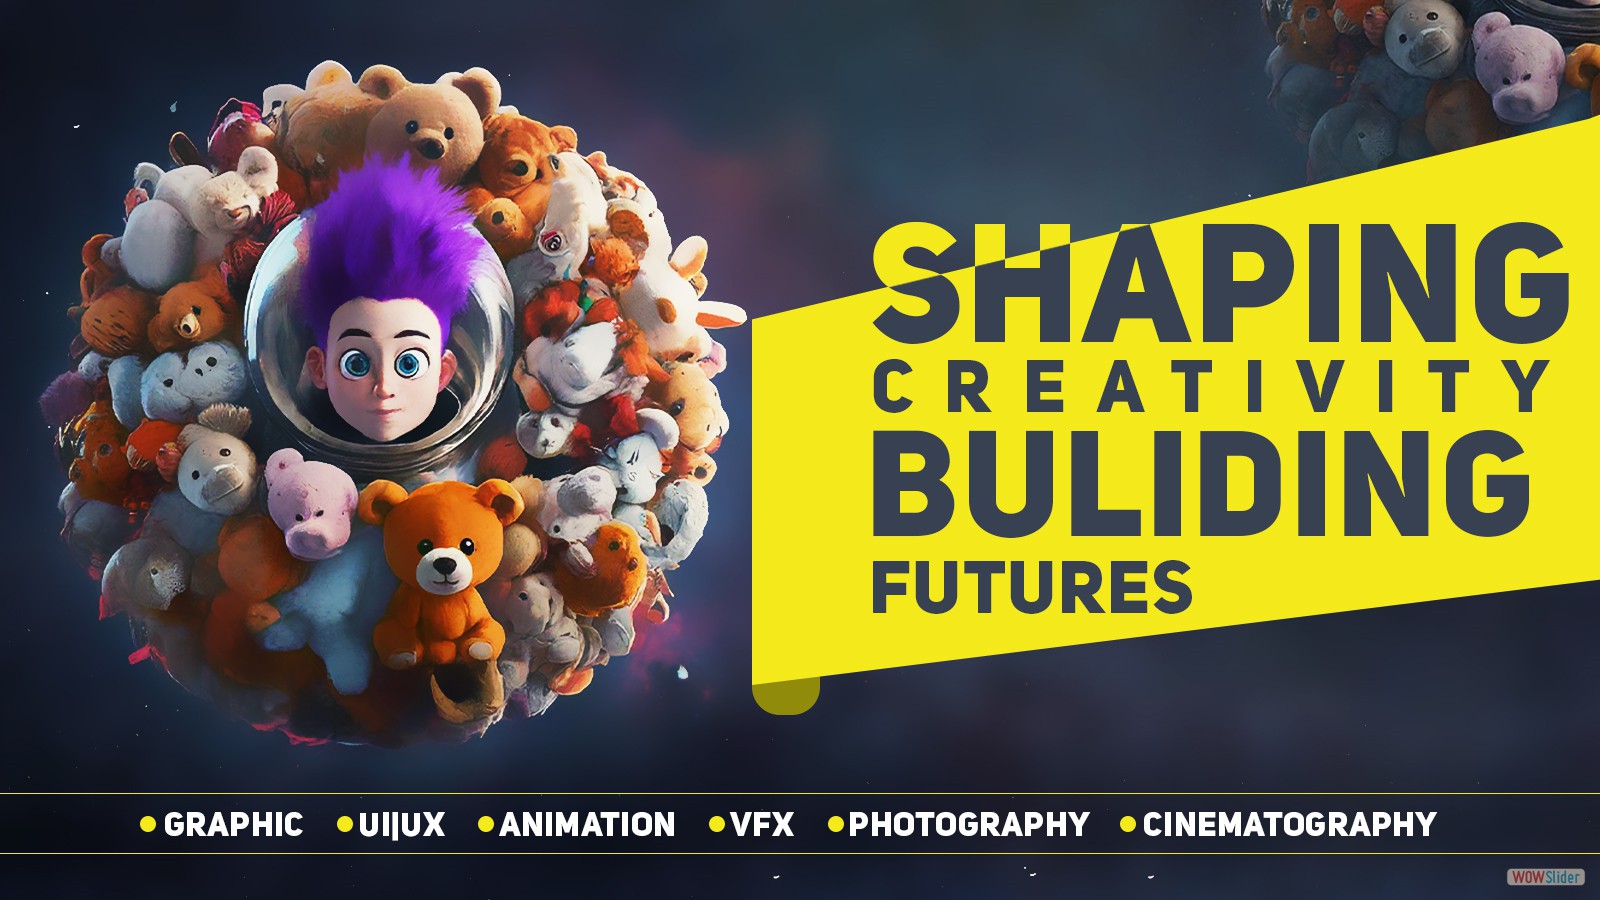 SHAPING
CREATIVITY
BULIDING
FUTURES
GRAPHIC UI|UX ANIMATION VFX PHOTOGRAPHY CINEMATOGRAPHY
WOWSlider